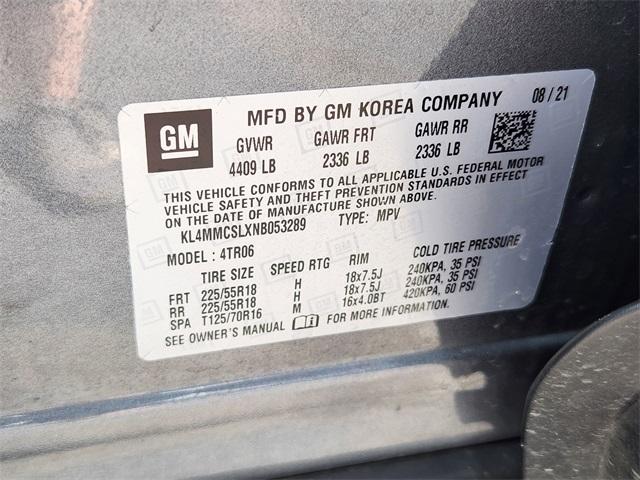 MFD BY GM KOREA COMPANY 08 / 21
GM
GVWR GAWR FRT GAWR RR
4409 LB 2336 LB 2336 LB
THIS VEHICLE CONFORMS TO ALL APPLICABLE U.S. FEDERAL MOTOR
VEHICLE SAFETY AND THEFT PREVENTION STANDARDS IN EFFECT
ON THE DATE OF MANUFACTURE SHOWN ABOVE.
KL4MMCSLXNB053289 TYPE: MPV
MODEL : 4TR06
TIRE SIZE SPEED RTG RIM COLD TIRE PRESSURE
FRT 225/55R18 H 18x7.5J 240KPA, 35 PSI
RR 225/55R18 H 18x7.5J 240KPA, 35 PSI
SPA T125/70R16 M 16x4.0BT 420KPA, 60 PSI
SEE OWNER'S MANUAL FOR MORE INFORMATION.